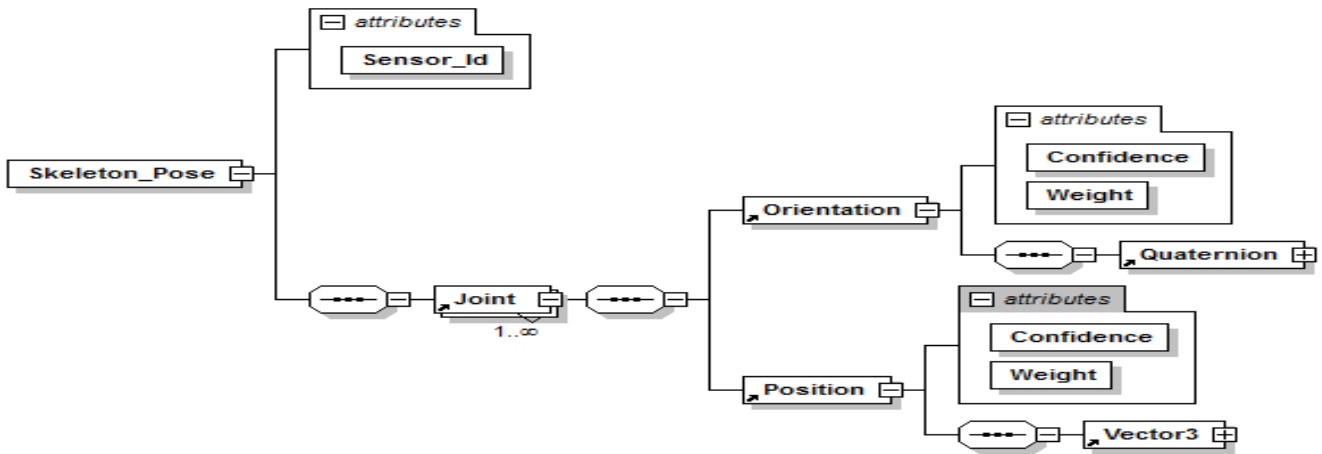 attributes
Sensor_Id
Skeleton_Pose
attributes
Confidence
Weight
Orientation
Quaternion
Joint
1..∞
attributes
Confidence
Weight
Position
Vector3